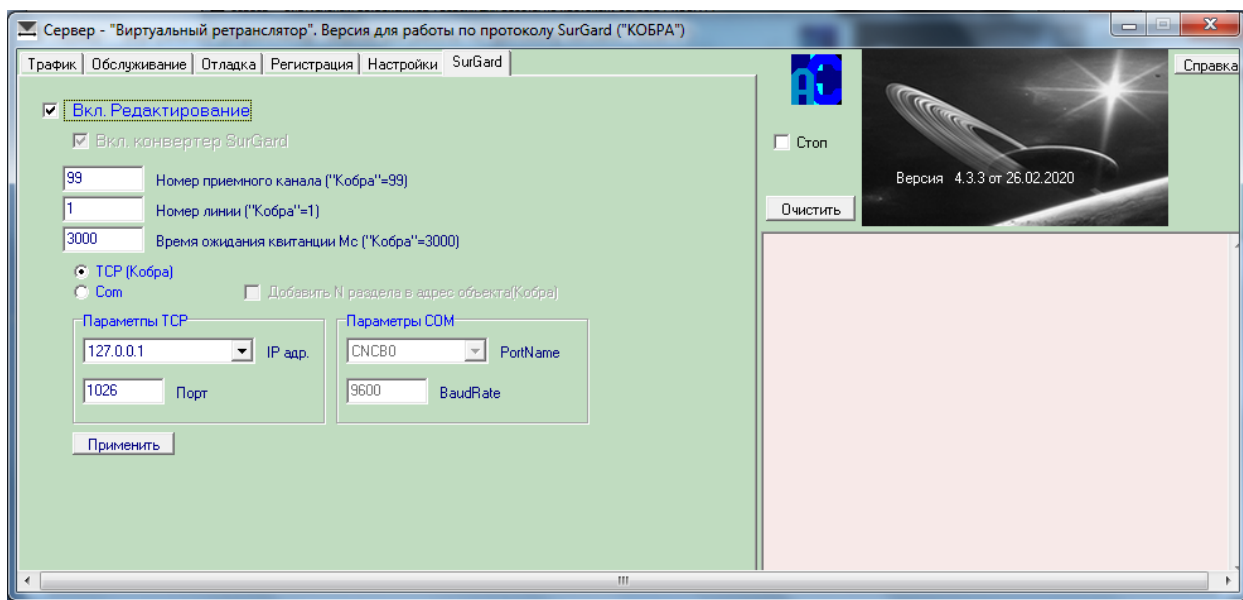 Сервер - "Виртуальный ретранслятор". Версия для работы по протоколу SurGard ("КОБРА")
Трафик Обслуживание Отладка Регистрация Настройки SurGard
Справка
Вкл. Редактирование
Вкл. конвертер SurGard
Стоп
99 Номер приемного канала ("Кобра"=99)
Версия 4.3.3 от 26.02.2020
1 Номер линии ("Кобра"=1)
Очистить
3000 Время ожидания квитанции Мс ("Кобра"=3000)
TCP (Кобра)
Com Добавить N раздела в адрес объекта(Кобра)
Параметпы TCP Параметры COM
127.0.0.1 IP адр. CNCB0 PortName
1026 Порт 9600 BaudRate
Применить